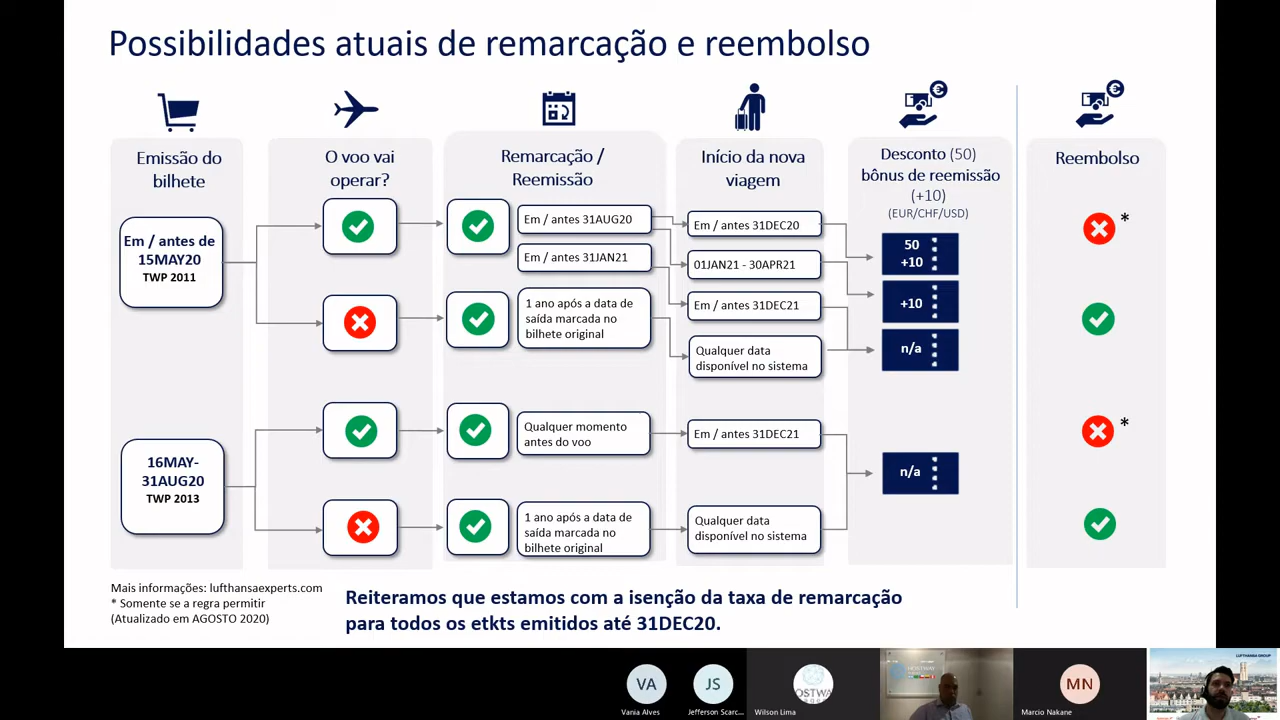 Possibilidades atuais de remarcação e reembolso
Emissão do
bilhete
O voo vai
operar?
Remarcação /
Reemissão
Início da nova
viagem
Desconto (50)
bônus de reemissão
(+10)
(EUR/CHF/USD)
Reembolso
Em / antes de
15MAY20
TWP 2011
Em / antes 31AUG20
Em / antes 31JAN21
1 ano após a data de
saída marcada no
bilhete original
Em / antes 31DEC20
01JAN21 - 30APR21
Em / antes 31DEC21
Qualquer data
disponível no sistema
50
+10
+10
n/a
*
16MAY-
31AUG20
TWP 2013
Qualquer momento
antes do voo
Em / antes 31DEC21
1 ano após a data de
saída marcada no
bilhete original
Qualquer data
disponível no sistema
n/a
*
Mais informações: lufthansaexperts.com
* Somente se a regra permitir
(Atualizado em AGOSTO 2020)
Reiteramos que estamos com a isenção da taxa de remarcação
para todos os etkts emitidos até 31DEC20.
VA
Vania Alves
JS
Jefferson Scarc...
Wilson Lima
MN
Marcio Nakane
LUFTHANSA GROUP